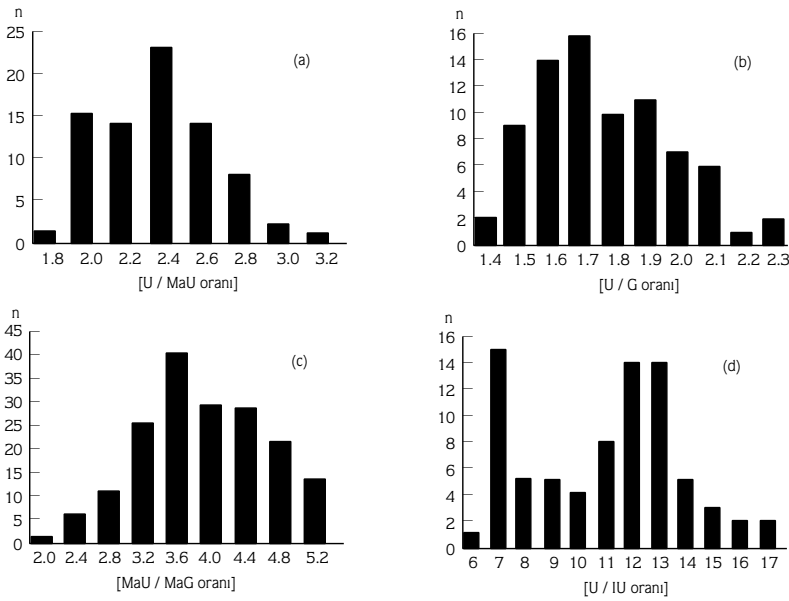 n
25
20
15
10
5
0
(a)
1.8 2.0 2.2 2.4 2.6 2.8 3.0 3.2
[U / MaU oranı]
n
16
14
12
10
8
6
4
2
0
(b)
1.4 1.5 1.6 1.7 1.8 1.9 2.0 2.1 2.2 2.3
[U / G oranı]
n
45
40
35
30
25
20
15
10
5
0
(c)
2.0 2.4 2.8 3.2 3.6 4.0 4.4 4.8 5.2
[MaU / MaG oranı]
n
16
14
12
10
8
6
4
2
0
(d)
6 7 8 9 10 11 12 13 14 15 16 17
[U / IU oranı]